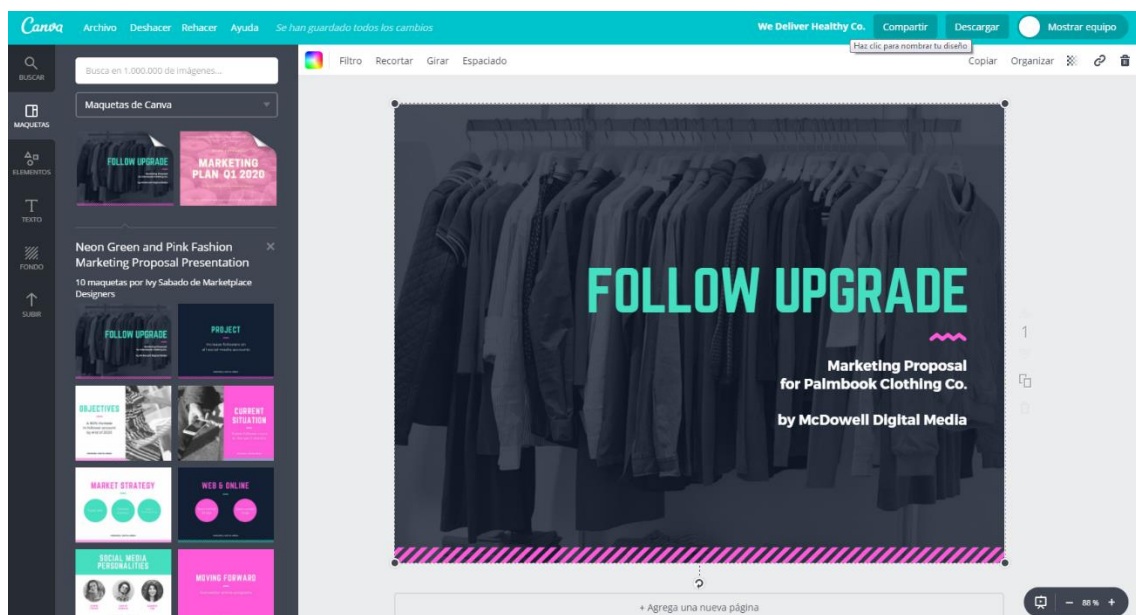 Canva Archivo Deshacer Rehacer Ayuda Se han guardado todos los cambios We Deliver Healthy Co. Compartir Descargar Mostrar equipo
Haz clic para nombrar tu diseño
BUSCAR
MAQUETAS
ELEMENTOS
TEXTO
FONDO
SUBIR
Busca en 1.000.000 de imágenes...
Maquetas de Canva
FOLLOW UPGRADE
MARKETING
PLAN Q1 2020
Neon Green and Pink Fashion
Marketing Proposal Presentation
10 maquetas por Ivy Sabado de Marketplace
Designers
FOLLOW UPGRADE
PROJECT
OBJECTIVES
CURRENT
SITUATION
MARKET STRATEGY
WEB & ONLINE
SOCIAL MEDIA
PERSONALITIES
MOVING FORWARD
Filtro Recortar Girar Espaciado Copiar Organizar
FOLLOW UPGRADE
Marketing Proposal
for Palmbook Clothing Co.
by McDowell Digital Media
1
+ Agrega una nueva página
− 88 % +